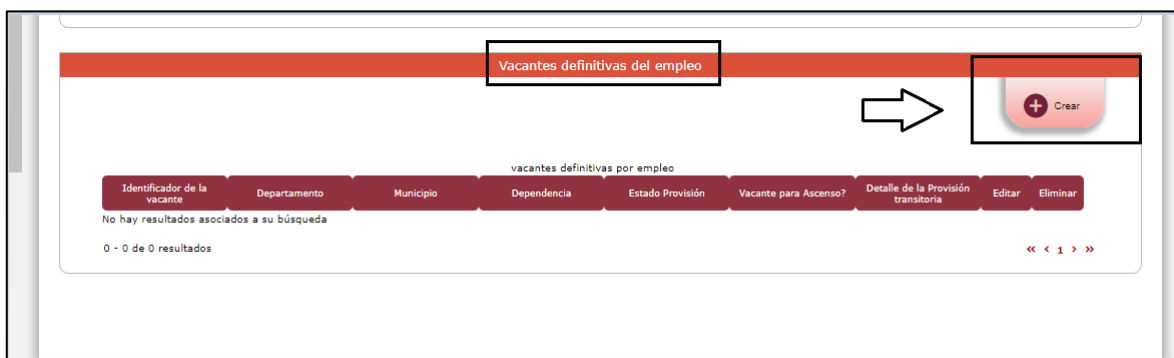 Vacantes definitivas del empleo
Crear
vacantes definitivas por empleo
Identificador de la vacante Departamento Municipio Dependencia Estado Provisión Vacante para Ascenso? Detalle de la Provisión transitoria Editar Eliminar
No hay resultados asociados a su búsqueda
0 - 0 de 0 resultados « ‹ 1 › »